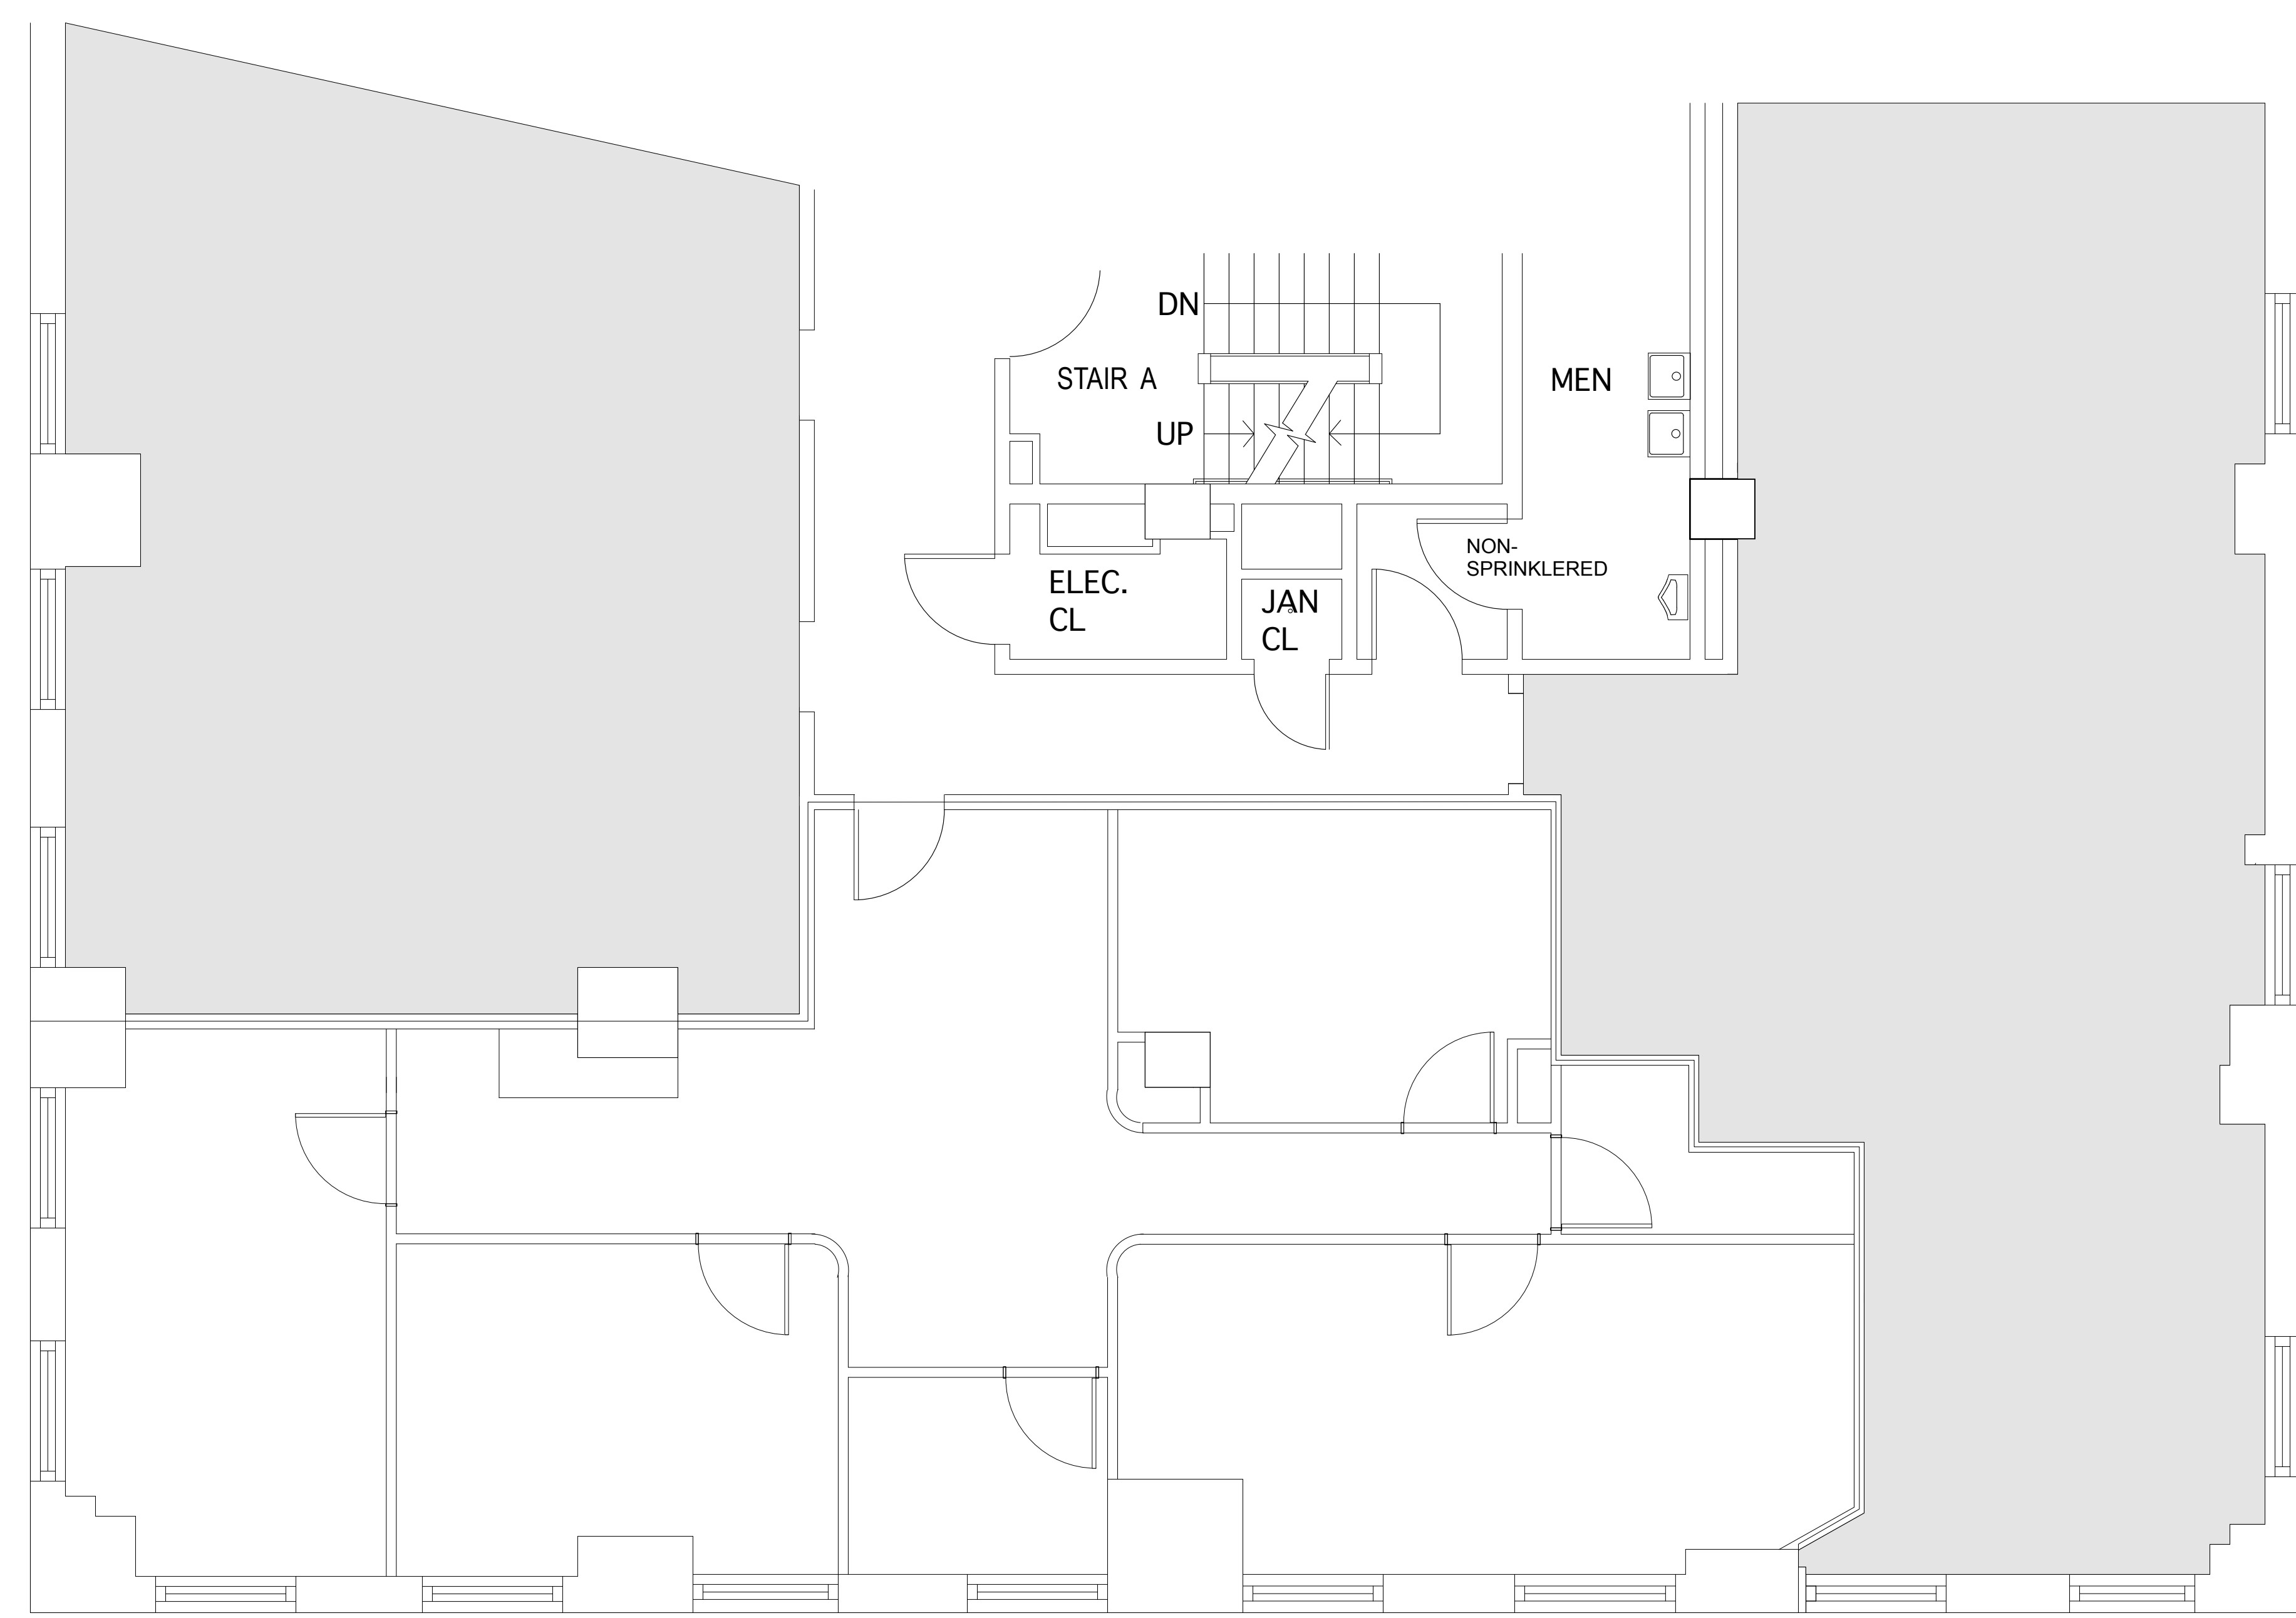 DN
STAIR A
MEN
UP
NON-
SPRINKLERED
ELEC.
CL
JAN
CL